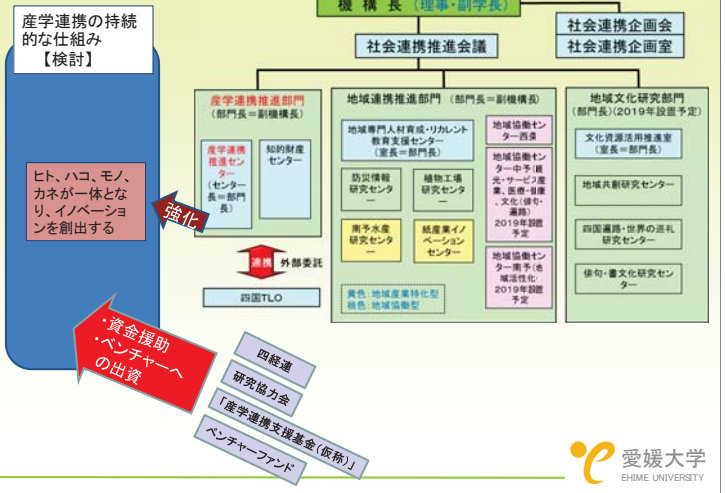 産学連携の持続
的な仕組み
【検討】
機 構 長 (理事・副学長)
社会連携推進会議
社会連携企画会
社会連携企画室
産学連携推進部門
(部門長=副機構長)
産学連携
推進センター
(センター
長=部門
長)
知的財産
センター
地域連携推進部門 (部門長=副機構長)
地域専門人材育成・リカレント
教育支援センター
(室長=部門長)
防災情報
研究センタ
ー
植物工場
研究センタ
ー
南予水産
研究センタ
ー
紙産業イノ
ベーション
センター
黄色:地域産業特化型
桃色:地域協働型
地域協働セン
ター西条
地域協働セン
ター中予(観
光・サービス産
業、医療・健康
、文化(俳句・
遍路)
2019年設置
予定
地域協働セン
ター南予(地
域活性化)
2019年設置
予定
地域文化研究部門
(部門長)(2019年設置予定)
文化資源活用推進室
(室長=部門長)
地域共創研究センター
四国遍路・世界の巡礼
研究センター
俳句・書文化研究セン
ター
ヒト、ハコ、モノ、
カネが一体とな
り、イノベーショ
ンを創出する
強化
連携
外部委託
四国TLO
・資金援助
・ベンチャーへ
の出資
四経連
研究協力会
「産学連携支援基金(仮称)」
ベンチャーファンド
愛媛大学
EHIME UNIVERSITY